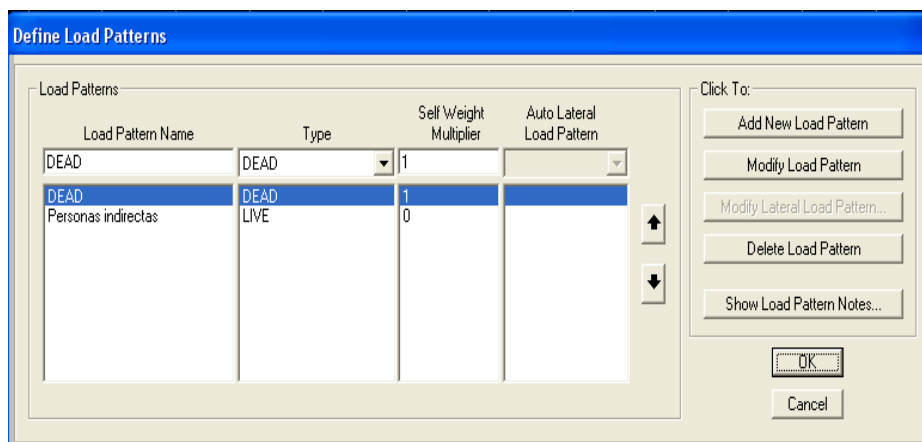 Define Load Patterns
Load Patterns
Click To:
Load Pattern Name
Type
Self Weight
Multiplier
Auto Lateral
Load Pattern
DEAD
DEAD
1
DEAD
DEAD
1
Personas indirectas
LIVE
0
Add New Load Pattern
Modify Load Pattern
Modify Lateral Load Pattern...
Delete Load Pattern
Show Load Pattern Notes...
OK
Cancel